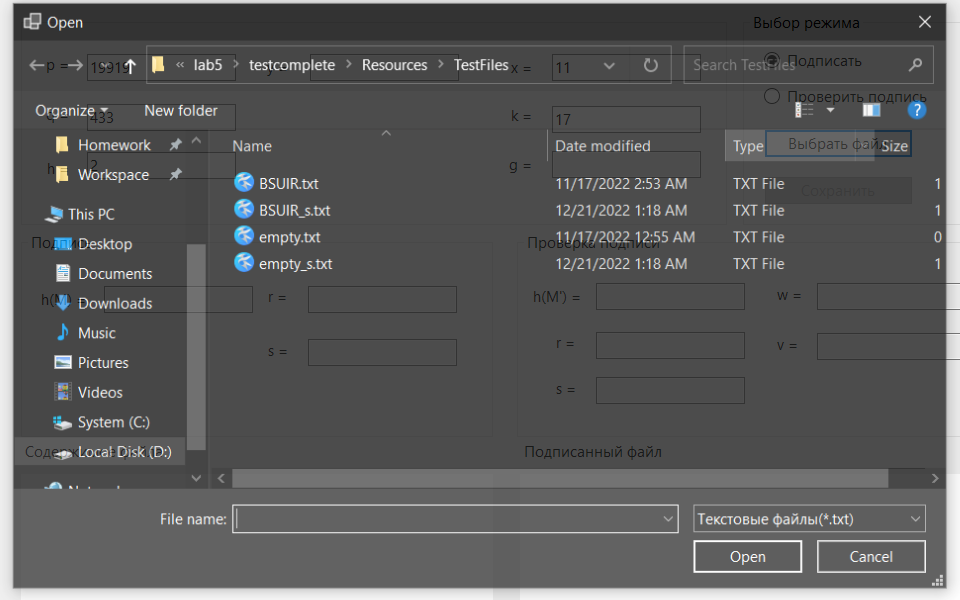 Open
Выбор режима
p = 19919
« lab5 > testcomplete > Resources > TestFiles
x = 11
Search TestFiles
Подписать
Проверить подпись
Organize
New folder
433
k = 17
h
2
g =
Выбрать файл
Сохранить
Homework
Workspace
This PC
Desktop
Documents
Downloads
Music
Pictures
Videos
System (C:)
Local Disk (D:)
Name Date modified Type Size
BSUIR.txt 11/17/2022 2:53 AM TXT File 1
BSUIR_s.txt 12/21/2022 1:18 AM TXT File 1
empty.txt 11/17/2022 12:55 AM TXT File 0
empty_s.txt 12/21/2022 1:18 AM TXT File 1
Проверка подписи
r =
s =
h(M') =
w =
r =
v =
s =
Подписанный файл
File name:
Текстовые файлы(*.txt)
Open
Cancel